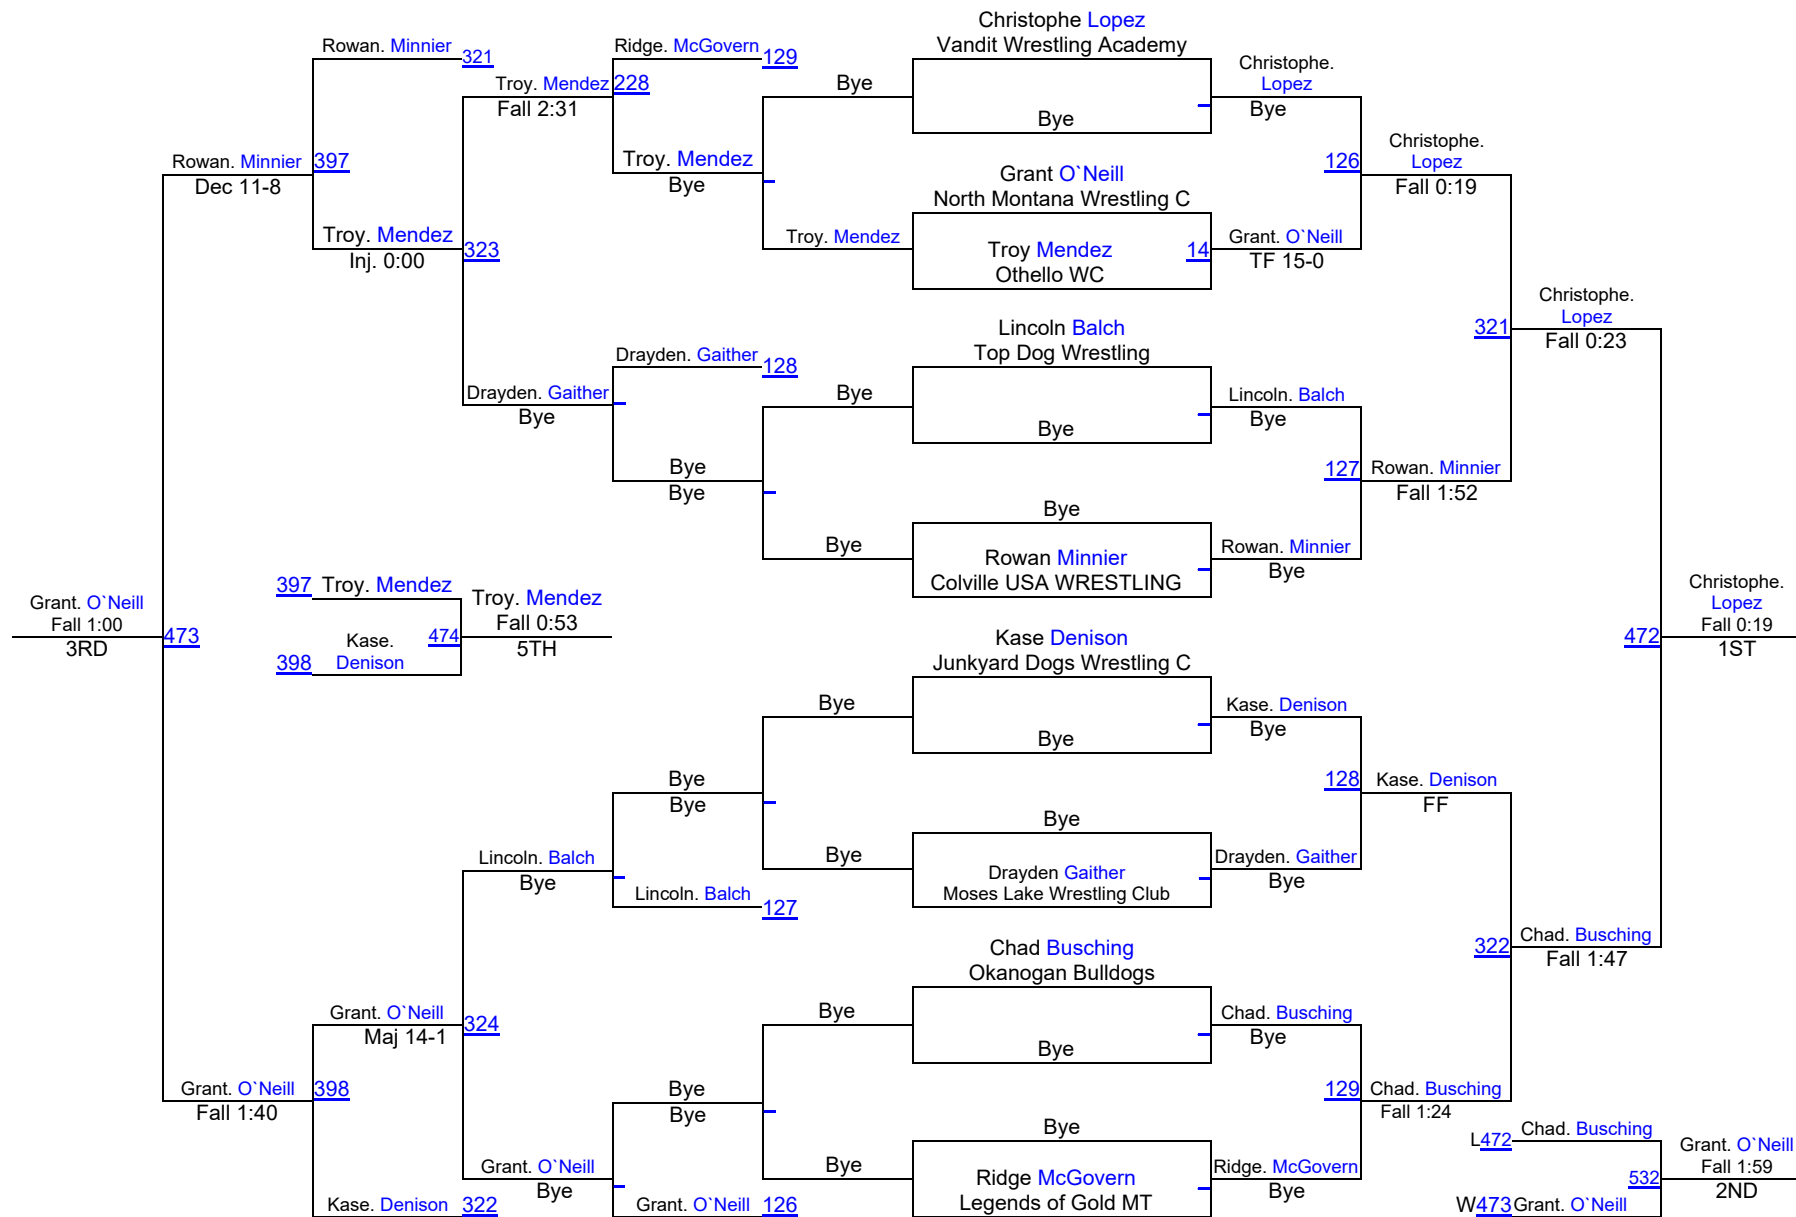 Christophe Lopez
Vandit Wrestling Academy
Rowan. Minnier
321
Ridge. McGovern
129
Christophe.
Lopez
Bye
Troy. Mendez
228
Fall 2:31
Bye
Bye
Christophe.
Lopez
Fall 0:19
Rowan. Minnier
397
Dec 11-8
Troy. Mendez
Bye
Grant O`Neill
North Montana Wrestling C
126
Troy. Mendez
Inj. 0:00
323
Troy. Mendez
Troy Mendez
Othello WC
14
Grant. O`Neill
TF 15-0
Christophe.
Lopez
Fall 0:23
321
Lincoln Balch
Top Dog Wrestling
Drayden. Gaither
128
Drayden. Gaither
Bye
Bye
Bye
Lincoln. Balch
Bye
Bye
Bye
127
Rowan. Minnier
Fall 1:52
Bye
Bye
Rowan Minnier
Colville USA WRESTLING
Rowan. Minnier
Bye
397
Troy. Mendez
Troy. Mendez
Fall 0:53
5TH
Grant. O`Neill
Fall 1:00
3RD
473
Kase.
Denison
398
474
Christophe.
Lopez
Fall 0:19
1ST
472
Kase Denison
Junkyard Dogs Wrestling C
Bye
Bye
Kase. Denison
Bye
Bye
Bye
128
Kase. Denison
FF
Bye
Bye
Drayden Gaither
Moses Lake Wrestling Club
Drayden. Gaither
Bye
Lincoln. Balch
Bye
Lincoln. Balch
127
Chad Busching
Okanogan Bulldogs
322
Chad. Busching
Fall 1:47
Grant. O`Neill
Maj 14-1
324
Bye
Bye
Chad. Busching
Bye
Grant. O`Neill
398
Fall 1:40
Bye
Bye
129
Chad. Busching
Fall 1:24
Bye
Bye
Ridge McGovern
Legends of Gold MT
Ridge. McGovern
Bye
Grant. O`Neill
Bye
Kase. Denison
322
Grant. O`Neill
126
L472
Chad. Busching
532
W473
Grant. O`Neill
Grant. O`Neill
Fall 1:59
2ND